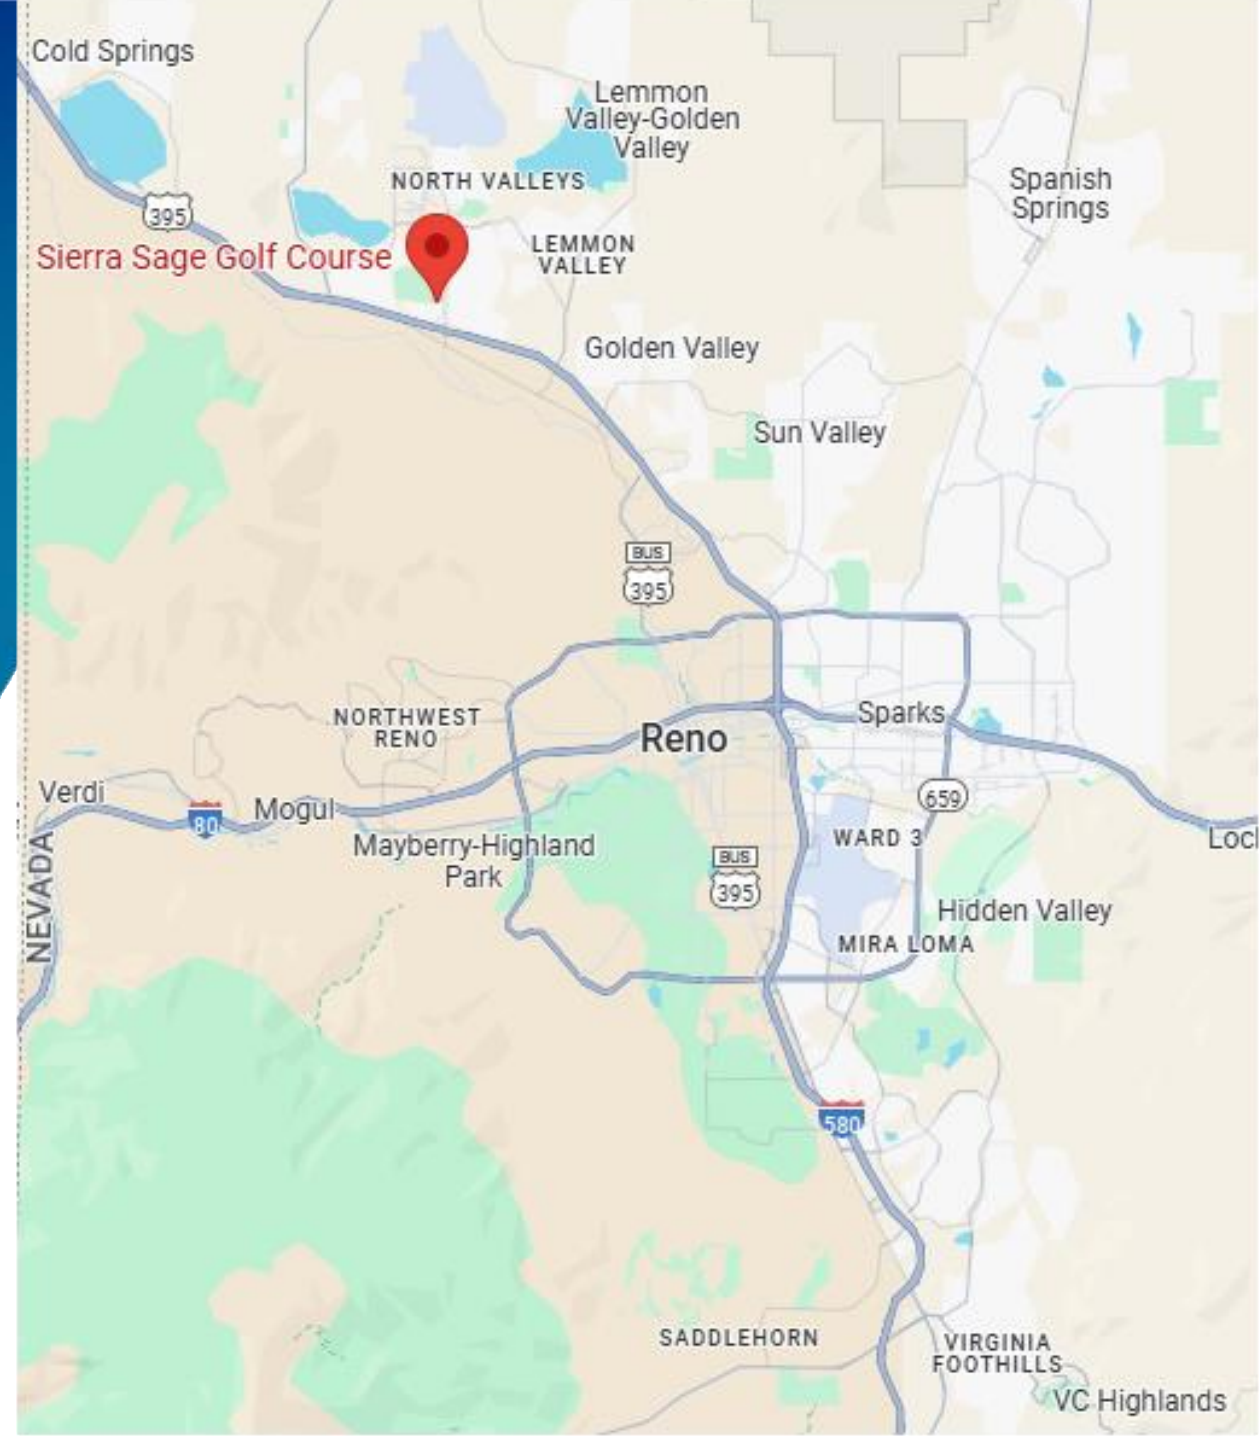 Cold Springs
Lemmon
Valley-Golden
Valley
NORTH VALLEYS
Spanish
Springs
395
Sierra Sage Golf Course
LEMMON
VALLEY
Golden Valley
Sun Valley
BUS
395
NORTHWEST
RENO
Reno
Sparks
Verdi
80
Mogul
659
Mayberry-Highland
Park
WARD 3
Loc
NEVADA
BUS
395
Hidden Valley
MIRA LOMA
580
SADDLEHORN
VIRGINIA
FOOTHILLS
VC Highlands